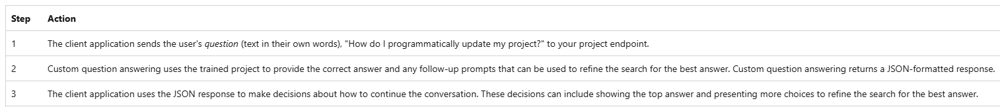 Step Action
1 The client application sends the user's question (text in their own words), "How do I programmatically update my project?" to your project endpoint.
2 Custom question answering uses the trained project to provide the correct answer and any follow-up prompts that can be used to refine the search for the best answer. Custom question answering returns a JSON-formatted response.
3 The client application uses the JSON response to make decisions about how to continue the conversation. These decisions can include showing the top answer and presenting more choices to refine the search for the best answer.